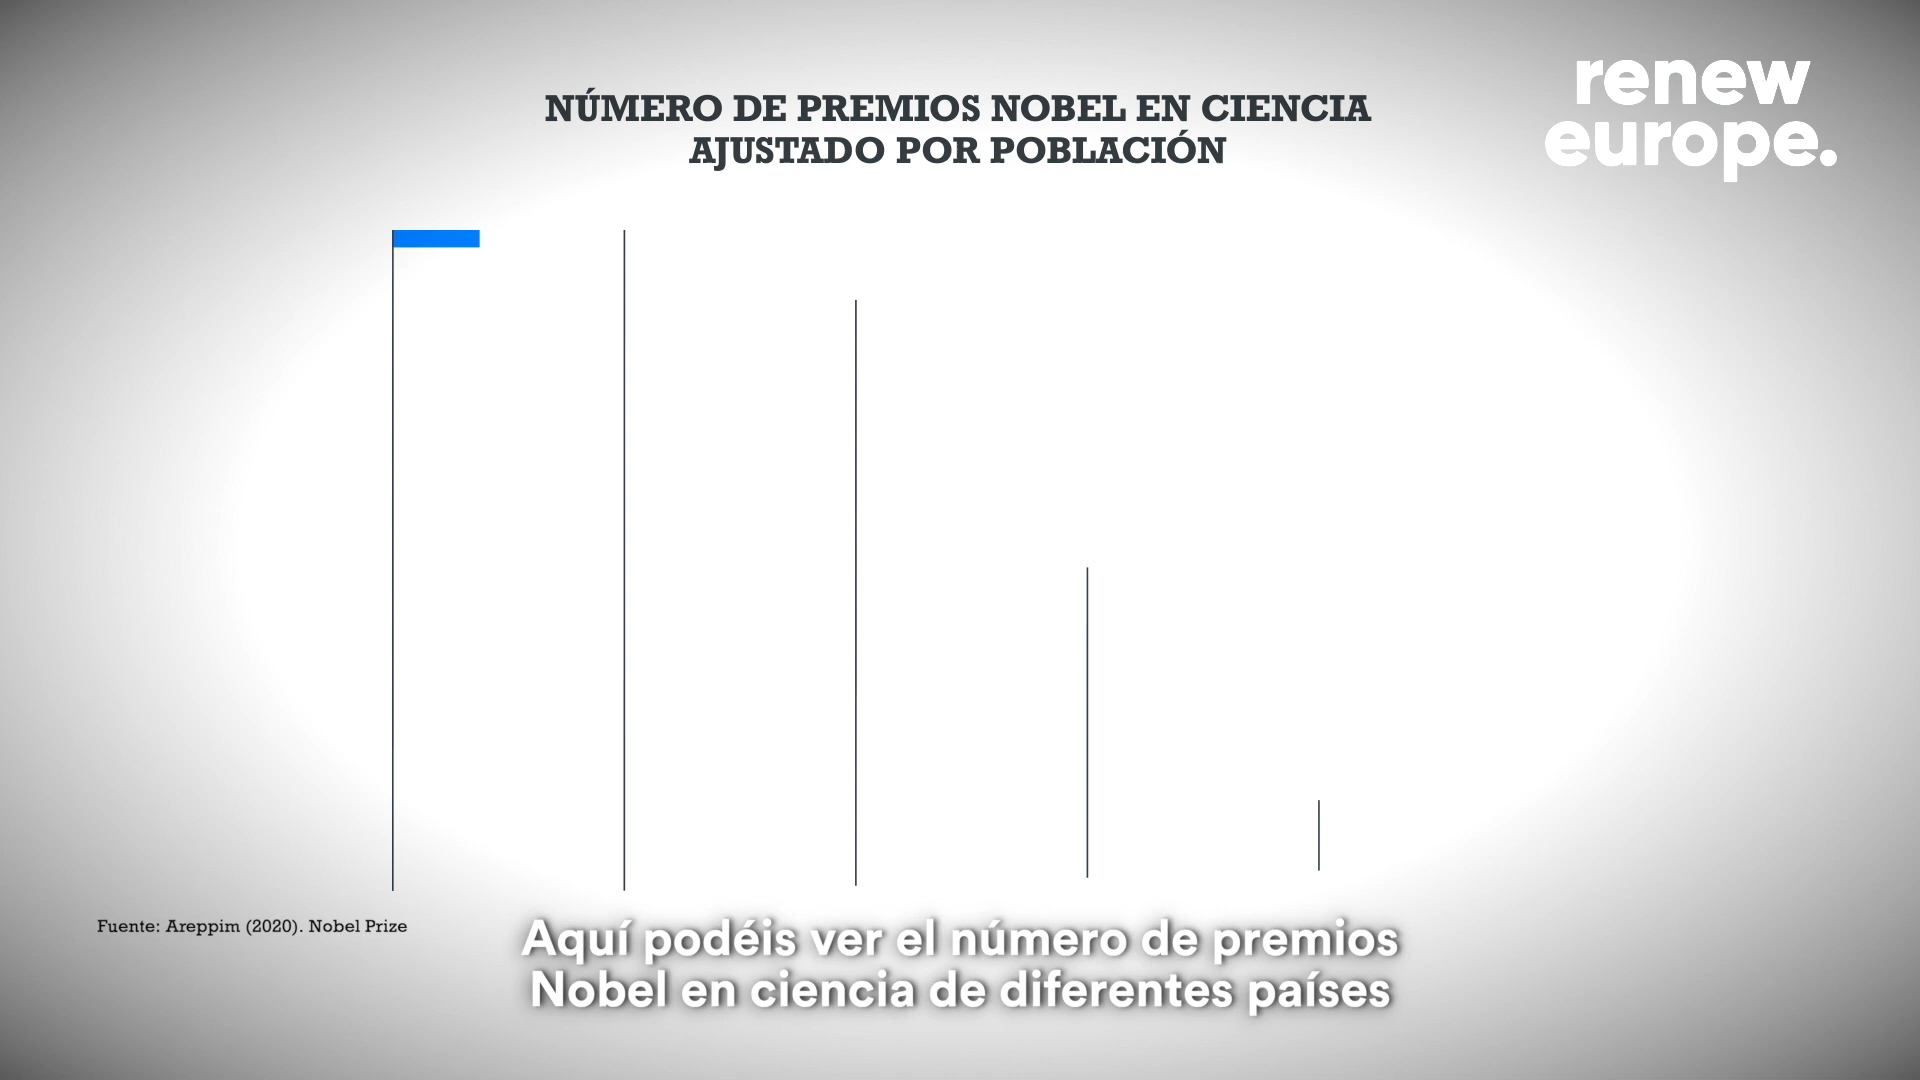 NÚMERO DE PREMIOS NOBEL EN CIENCIA
AJUSTADO POR POBLACIÓN
renew
europe.
Fuente: Areppim (2020). Nobel Prize
Aquí podéis ver el número de premios
Nobel en ciencia de diferentes países